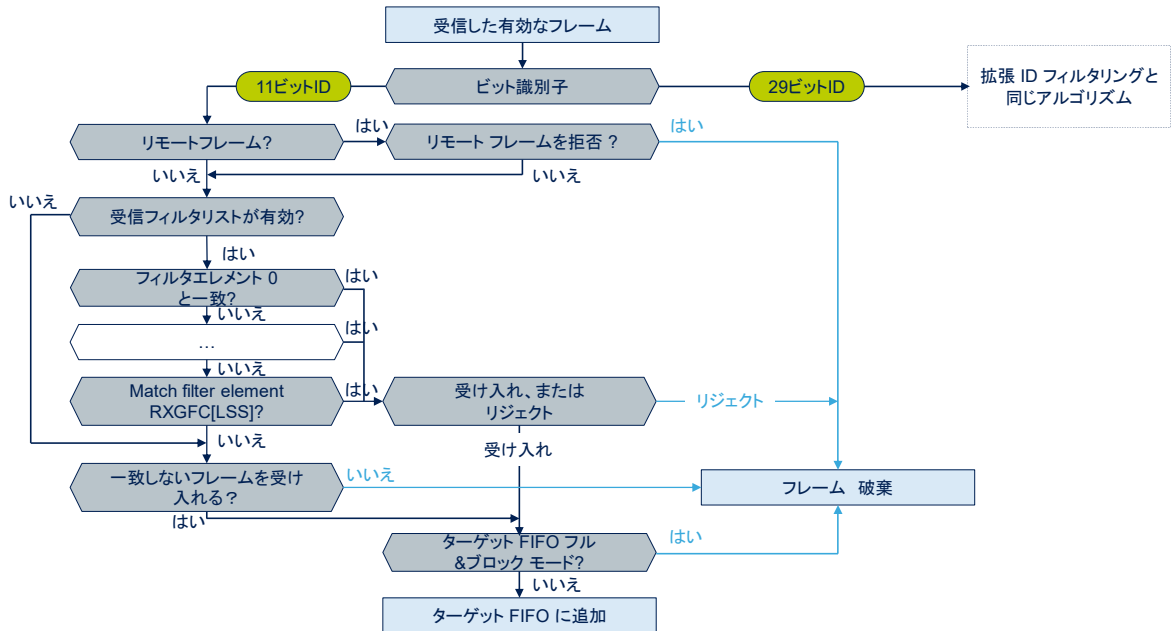 受信した有効なフレーム
11ビットID
ビット識別子
29ビットID
拡張 ID フィルタリングと
同じアルゴリズム
リモートフレーム?
はい
リモート フレームを拒否 ?
はい
いいえ
いいえ
いいえ
受信フィルタリストが有効?
はい
フィルタエレメント 0
と一致?
はい
いいえ
…
はい
いいえ
Match filter element
RXGFC[LSS]?
はい
受け入れ、または
リジェクト
リジェクト
いいえ
受け入れ
一致しないフレームを受け
入れる?
いいえ
フレーム 破棄
はい
ターゲット FIFO フル
&ブロック モード?
はい
いいえ
ターゲット FIFO に追加